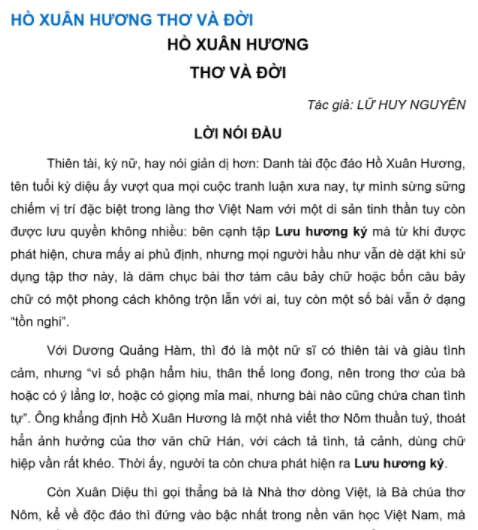 HỒ XUÂN HƯƠNG THƠ VÀ ĐỜI
HỒ XUÂN HƯƠNG
THƠ VÀ ĐỜI
Tác giả: LỮ HUY NGUYÊN
LỜI NÓI ĐẦU
Thiên tài, kỳ nữ, hay nói giản dị hơn: Danh tài độc đáo Hồ Xuân Hương,
tên tuổi kỳ diệu ấy vượt qua mọi cuộc tranh luận xưa nay, tự mình sừng sững
chiếm vị trí đặc biệt trong làng thơ Việt Nam với một di sản tinh thần tuy còn
được lưu quyền không nhiều: bên cạnh tập Lưu hương ký mà từ khi được
phát hiện, chưa mấy ai phủ định, nhưng mọi người hầu như vẫn dè dặt khi sử
dụng tập thơ này, là dăm chục bài thơ tám câu bảy chữ hoặc bốn câu bảy
chữ có một phong cách không trộn lẫn với ai, tuy còn một số bài vẫn ở dạng
“tồn nghi”.
Với Dương Quảng Hàm, thì đó là một nữ sĩ có thiên tài và giàu tình
cảm, nhưng “vì số phận hẩm hiu, thân thế long đong, nên trong thơ của bà
hoặc có ý lẳng lơ, hoặc có giọng mỉa mai, nhưng bài nào cũng chứa chan tình
tự”. Ông khẳng định Hồ Xuân Hương là một nhà viết thơ Nôm thuần tuý, thoát
hẳn ảnh hưởng của thơ văn chữ Hán, với cách tả tình, tả cảnh, dùng chữ
hiệp vần rất khéo. Thời ấy, người ta còn chưa phát hiện ra Lưu hương ký.
Còn Xuân Diệu thì gọi thẳng bà là Nhà thơ dòng Việt, là Bà chúa thơ
Nôm, kể về độc đáo thì đứng vào bậc nhất trong nền văn học Việt Nam, mà